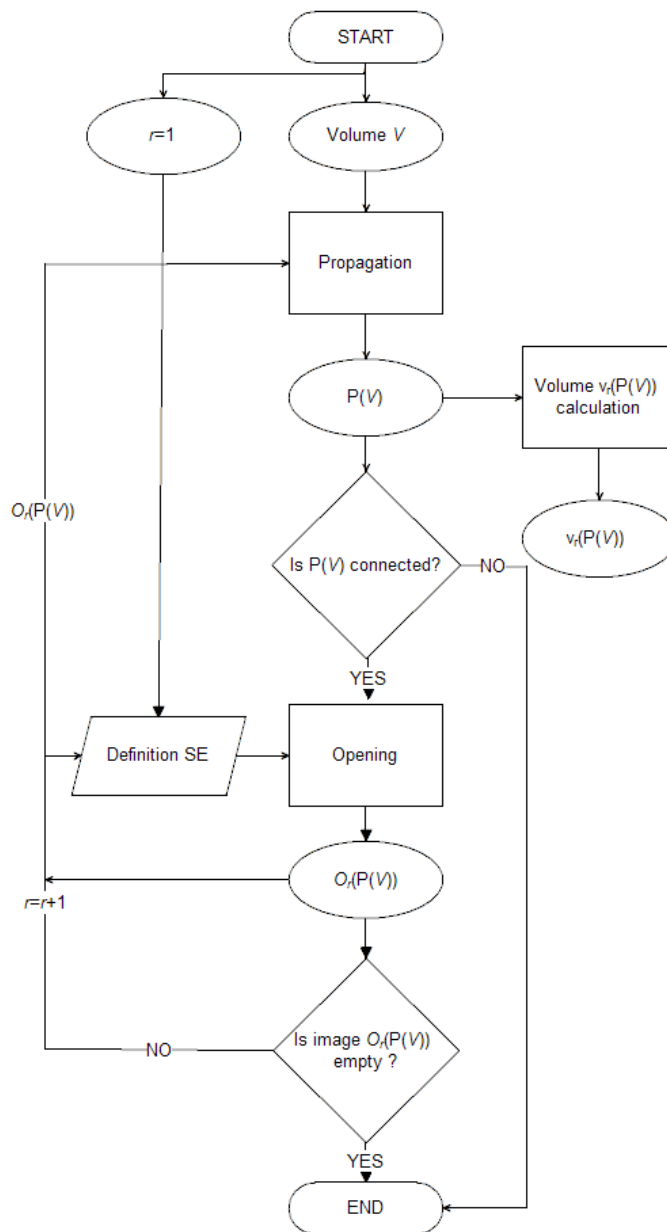 START
r=1
Volume V
Propagation
P(V)
Volume vᵣ(P(V))
calculation
Oᵣ(P(V))
vᵣ(P(V))
Is P(V) connected?
NO
YES
Definition SE
Opening
Oᵣ(P(V))
r=r+1
NO
Is image Oᵣ(P(V))
empty ?
YES
END